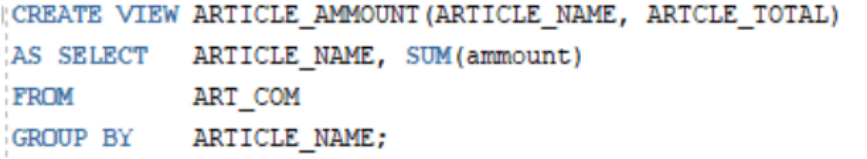 CREATE VIEW ARTICLE_AMMOUNT(ARTICLE_NAME, ARTCLE_TOTAL)
AS SELECT ARTICLE_NAME, SUM(ammount)
FROM ART_COM
GROUP BY ARTICLE_NAME;